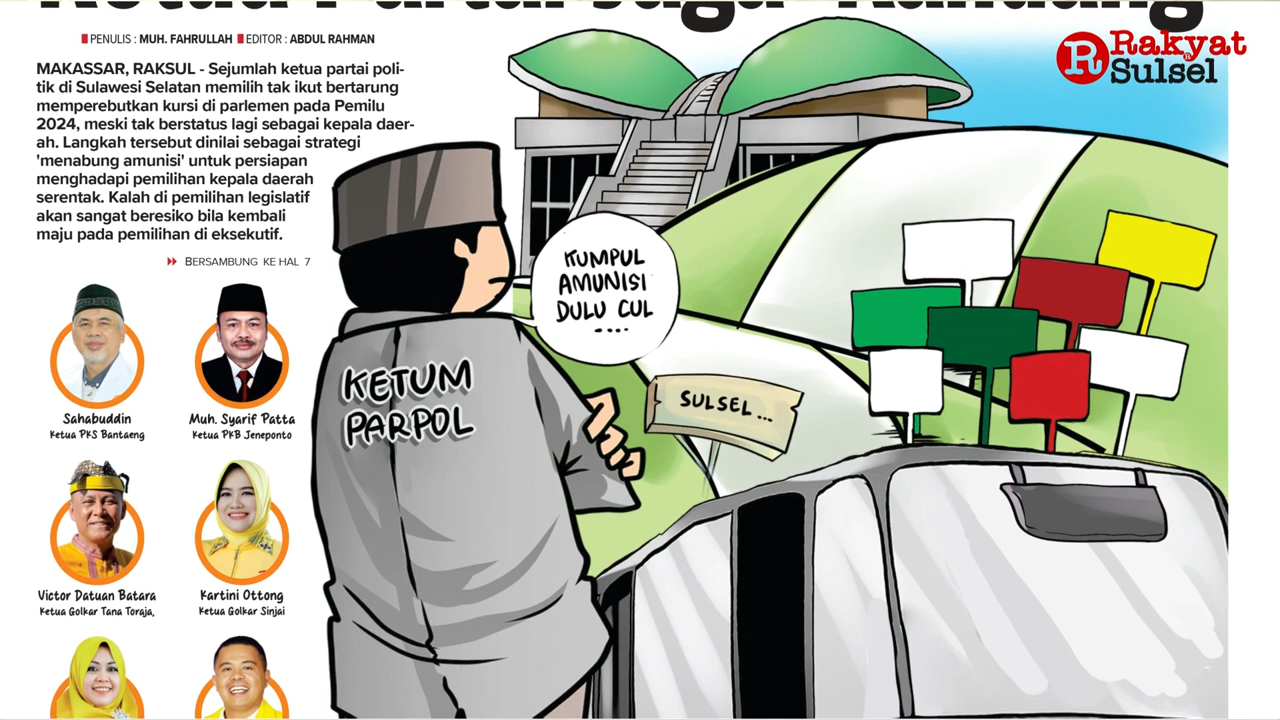 PENULIS : MUH. FAHRULLAH EDITOR : ABDUL RAHMAN
MAKASSAR, RAKSUL - Sejumlah ketua partai poli-
tik di Sulawesi Selatan memilih tak ikut bertarung
memperebutkan kursi di parlemen pada Pemilu
2024, meski tak berstatus lagi sebagai kepala daer-
ah. Langkah tersebut dinilai sebagai strategi
'menabung amunisi' untuk persiapan
menghadapi pemilihan kepala daerah
serentak. Kalah di pemilihan legislatif
akan sangat beresiko bila kembali
maju pada pemilihan di eksekutif.
BERSAMBUNG KE HAL 7
Sahabuddin
Ketua PKS Bantaeng
Muh. Syarif Patta
Ketua PKB Jeneponto
Victor Datuan Batara
Ketua Golkar Tana Toraja,
Kartini Ottong
Ketua Golkar Sinjai
KUMPUL
AMUNISI
DULU CUL
....
KETUM
PARPOL
SULSEL ...
R Rakyat
Sulsel